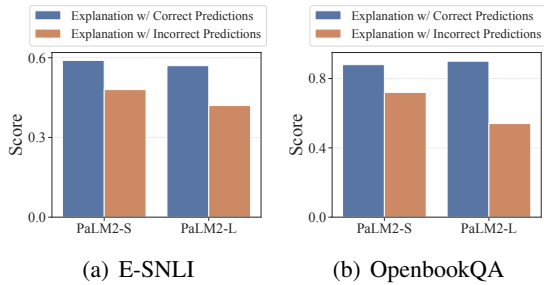 Explanation w/ Correct Predictions
Explanation w/ Incorrect Predictions
0.6
0.3
0.0
Score
PaLM2-S PaLM2-L
(a) E-SNLI
Explanation w/ Correct Predictions
Explanation w/ Incorrect Predictions
0.8
0.4
0.0
Score
PaLM2-S PaLM2-L
(b) OpenbookQA